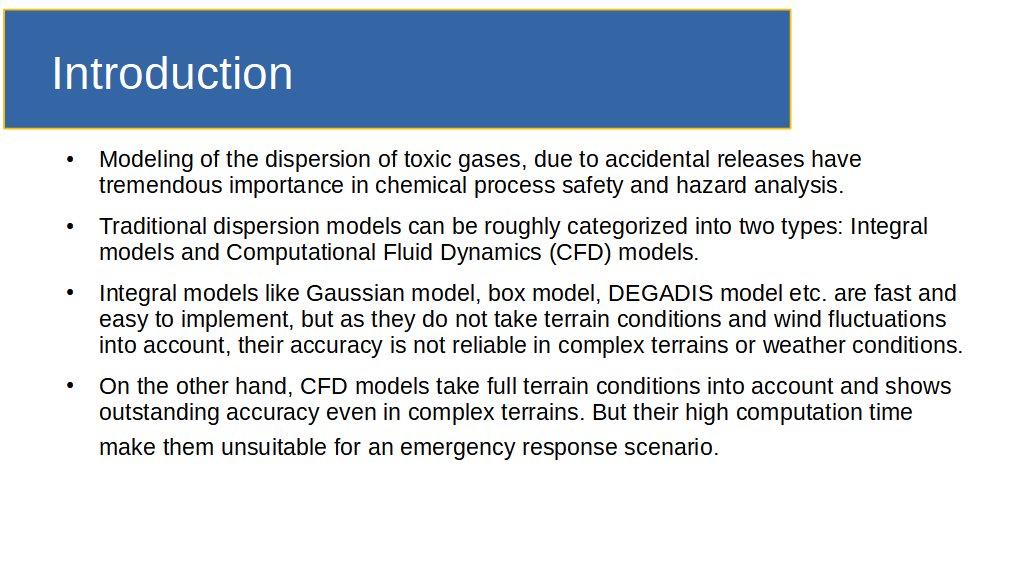 Introduction
• Modeling of the dispersion of toxic gases, due to accidental releases have
tremendous importance in chemical process safety and hazard analysis.
• Traditional dispersion models can be roughly categorized into two types: Integral
models and Computational Fluid Dynamics (CFD) models.
• Integral models like Gaussian model, box model, DEGADIS model etc. are fast and
easy to implement, but as they do not take terrain conditions and wind fluctuations
into account, their accuracy is not reliable in complex terrains or weather conditions.
• On the other hand, CFD models take full terrain conditions into account and shows
outstanding accuracy even in complex terrains. But their high computation time
make them unsuitable for an emergency response scenario.